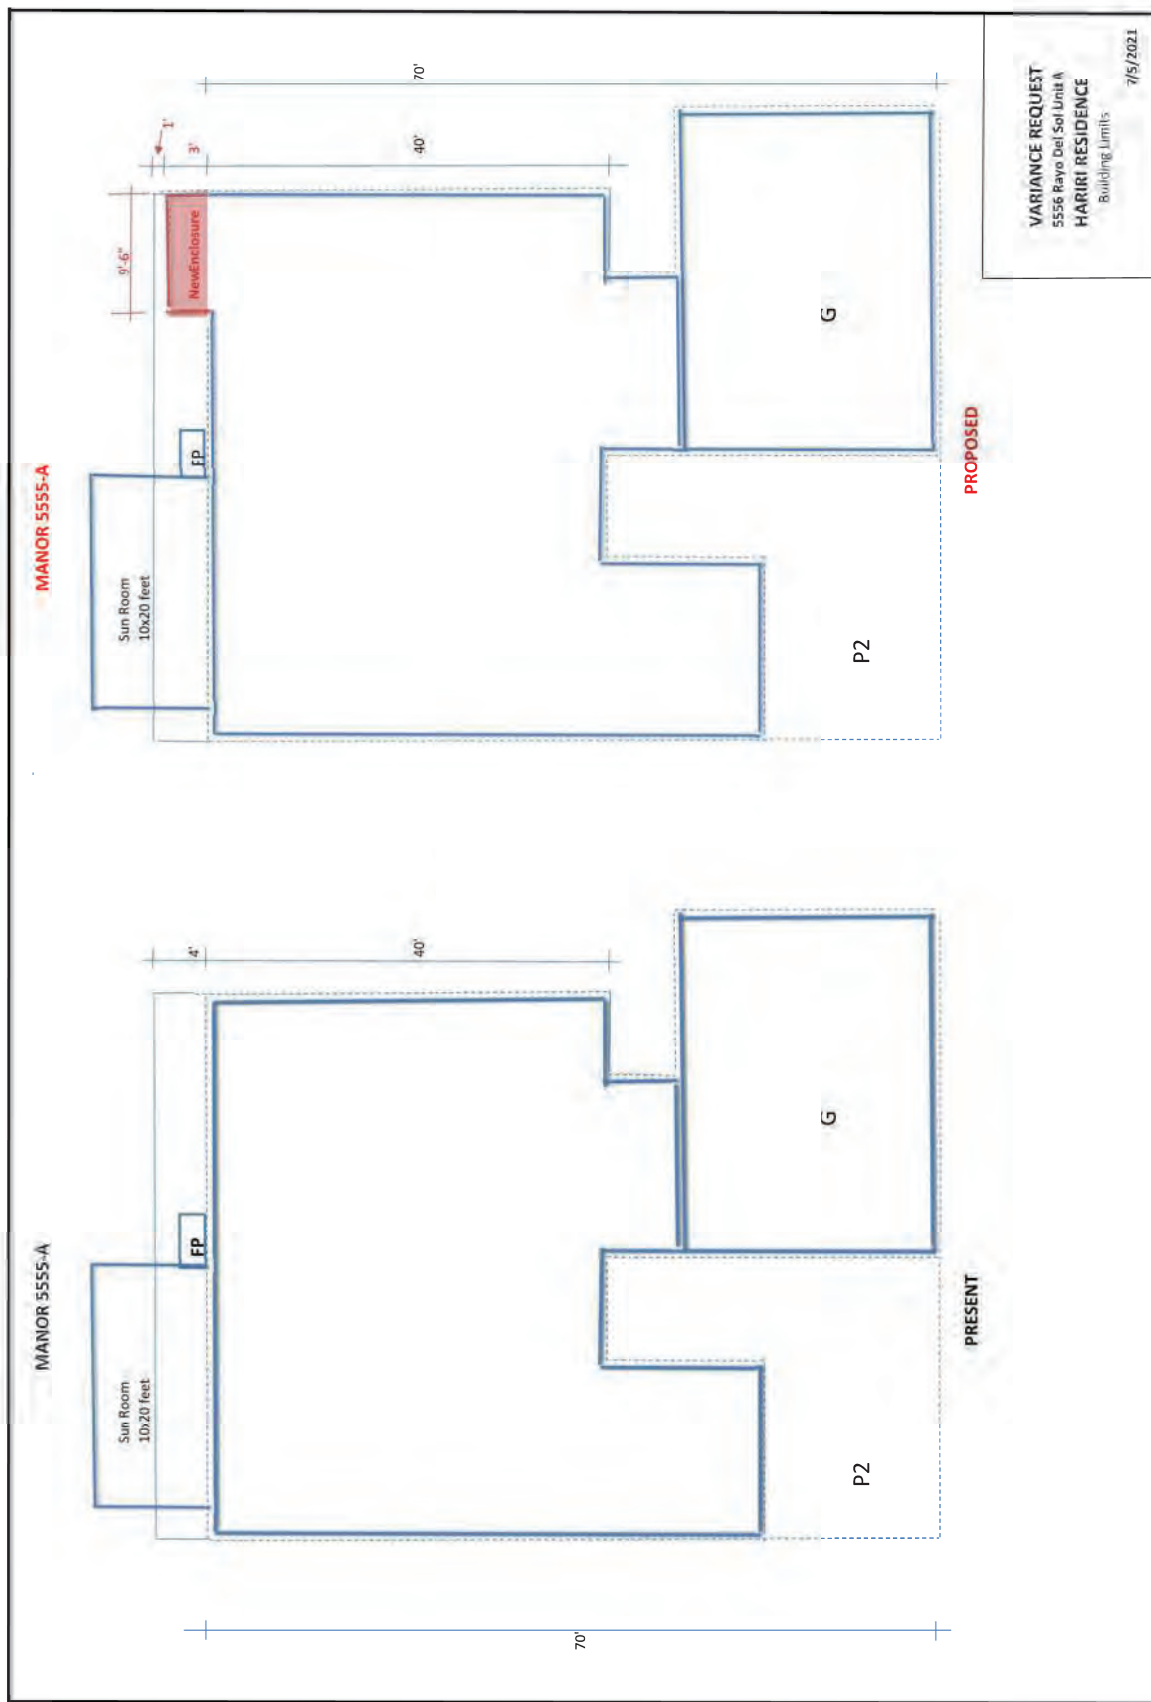 MANOR 5555-A
Sun Room
10x20 feet
FP
4'
40'
70'
G
P2
PRESENT
MANOR 5555-A
Sun Room
10x20 feet
FP
9'-6"
NewEnclosure
1'
3'
40'
70'
G
P2
PROPOSED
VARIANCE REQUEST
5556 Rayo Del Sol Unit A
HARIRI RESIDENCE
Building Limits
7/5/2021